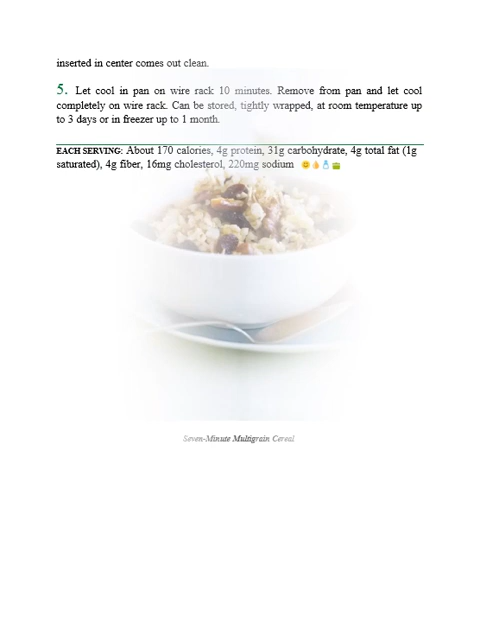 inserted in center comes out clean.
5. Let cool in pan on wire rack 10 minutes. Remove from pan and let cool
completely on wire rack. Can be stored, tightly wrapped, at room temperature up
to 3 days or in freezer up to 1 month.
EACH SERVING: About 170 calories, 4g protein, 31g carbohydrate, 4g total fat (1g
saturated), 4g fiber, 16mg cholesterol, 220mg sodium
Seven-Minute Multigrain Cereal